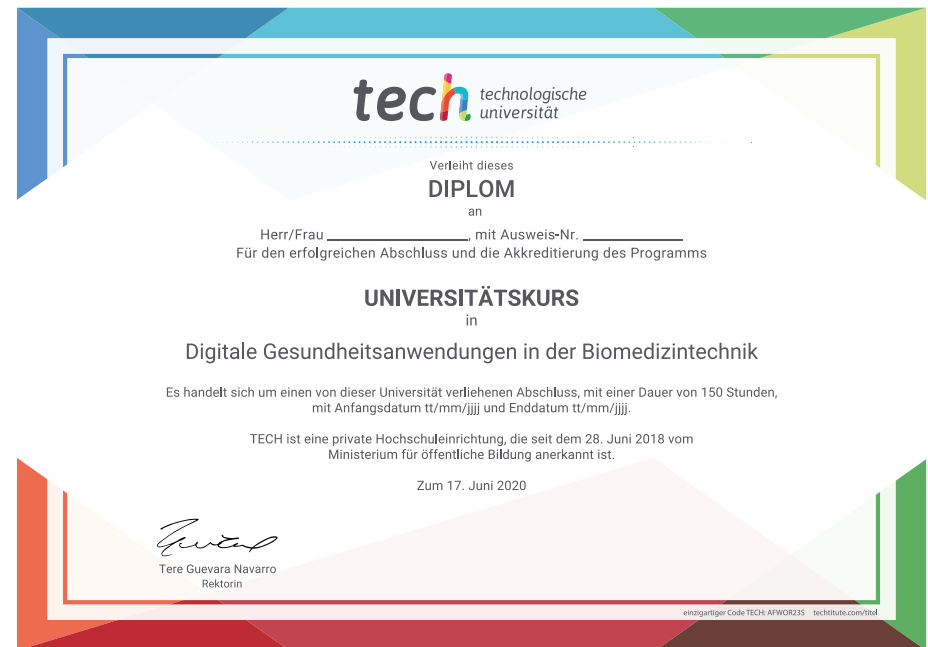 tech technologische
universität
Verleiht dieses
DIPLOM
an
Herr/Frau ____________, mit Ausweis-Nr. ____________
Für den erfolgreichen Abschluss und die Akkreditierung des Programms
UNIVERSITÄTSKURS
in
Digitale Gesundheitsanwendungen in der Biomedizintechnik
Es handelt sich um einen von dieser Universität verliehenen Abschluss, mit einer Dauer von 150 Stunden,
mit Anfangsdatum tt/mm/jjjj und Enddatum tt/mm/jjjj.
TECH ist eine private Hochschuleinrichtung, die seit dem 28. Juni 2018 vom
Ministerium für öffentliche Bildung anerkannt ist.
Zum 17. Juni 2020
Tere Guevara Navarro
Rektorin
einzigartiger Code TECH: AFWOR23S techtitute.com/titel